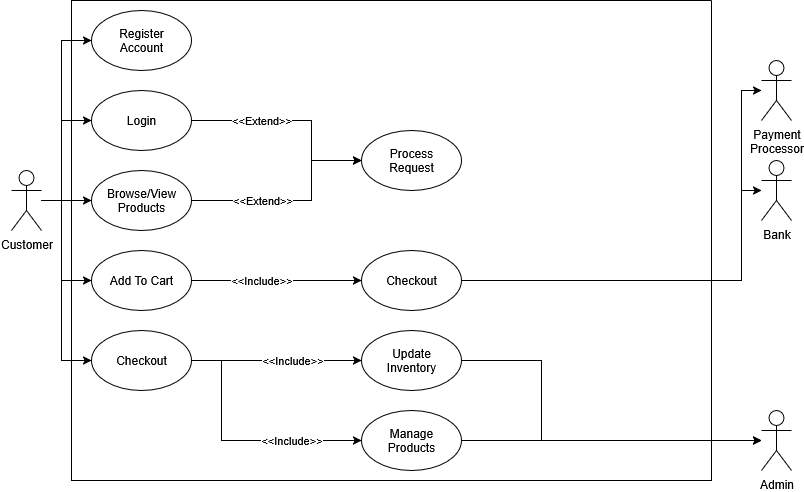 Register
Account
Login
<<Extend>>
Process
Request
Browse/View
Products
<<Extend>>
Customer
Add To Cart
<<Include>>
Checkout
Checkout
<<Include>>
Update
Inventory
<<Include>>
Manage
Products
Payment
Processor
Bank
Admin